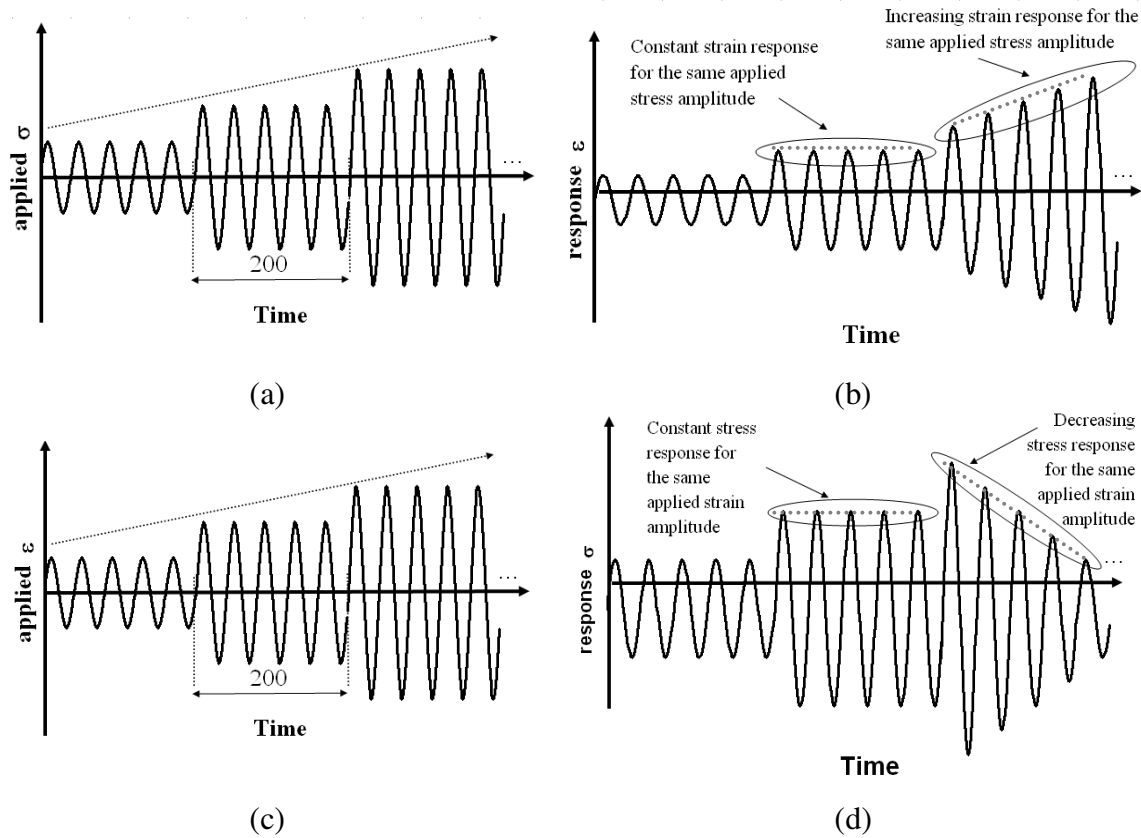 applied σ
200
Time
...
(a)
Constant strain response
for the same applied
stress amplitude
Increasing strain response for the
same applied stress amplitude
response ε
...
Time
(b)
applied ε
200
Time
...
(c)
Constant stress
response for
the same
applied strain
amplitude
Decreasing
stress response
for the same
applied strain
amplitude
response σ
...
Time
(d)